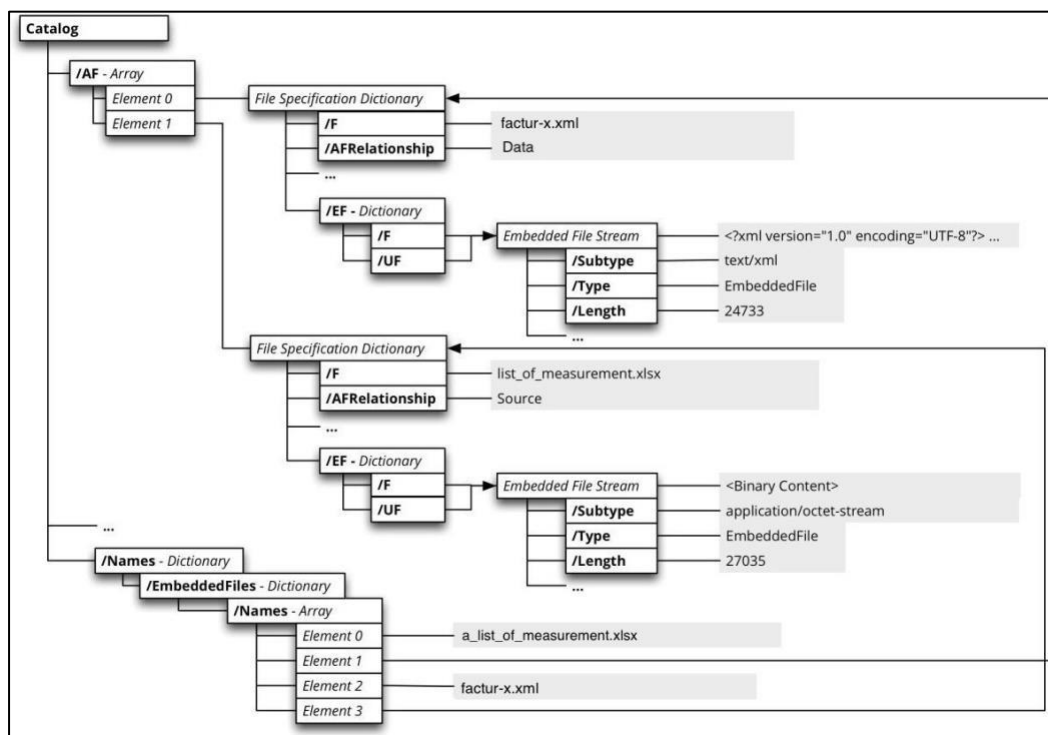 Catalog
/AF - Array
Element 0
File Specification Dictionary
Element 1
/F
factur-x.xml
/AFRelationship
Data
...
/EF - Dictionary
/F
Embedded File Stream
<?xml version="1.0" encoding="UTF-8"?> ...
/UF
/Subtype
text/xml
/Type
EmbeddedFile
/Length
24733
...
File Specification Dictionary
/F
list_of_measurement.xlsx
/AFRelationship
Source
...
/EF - Dictionary
/F
Embedded File Stream
<Binary Content>
/UF
/Subtype
application/octet-stream
...
/Type
EmbeddedFile
/Names - Dictionary
/Length
27035
/EmbeddedFiles - Dictionary
...
/Names - Array
Element 0
a_list_of_measurement.xlsx
Element 1
Element 2
factur-x.xml
Element 3